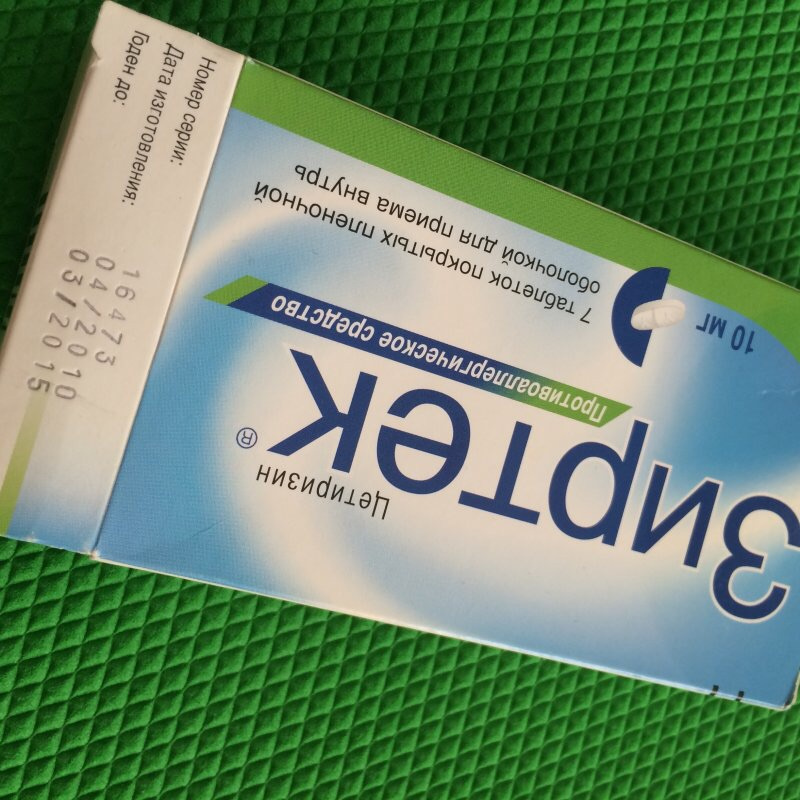 Зиртек®
Цетиризин
Противоаллергическое средство
10 мг
7 таблеток покрытых пленочной
оболочкой для приема внутрь
Номер серии:
Дата изготовления:
Годен до:
16473
04/2010
03/2015